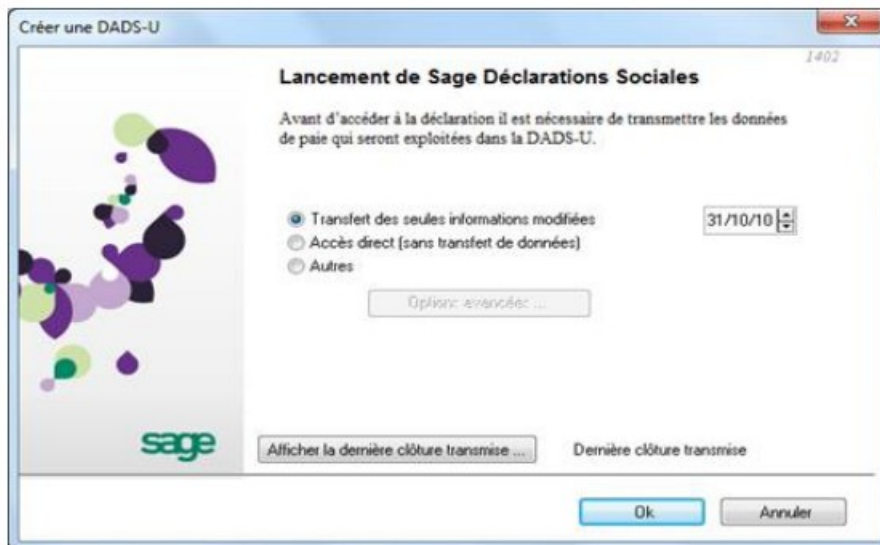 Créer une DADS-U
1402
Lancement de Sage Déclarations Sociales
Avant d'accéder à la déclaration il est nécessaire de transmettre les données
de paie qui seront exploitées dans la DADS-U.
Transfert des seules informations modifiées
31/10/10
Accès direct (sans transfert de données)
Autres
Options avancées ...
sage
Afficher la dernière clôture transmise ...
Dernière clôture transmise
Ok
Annuler